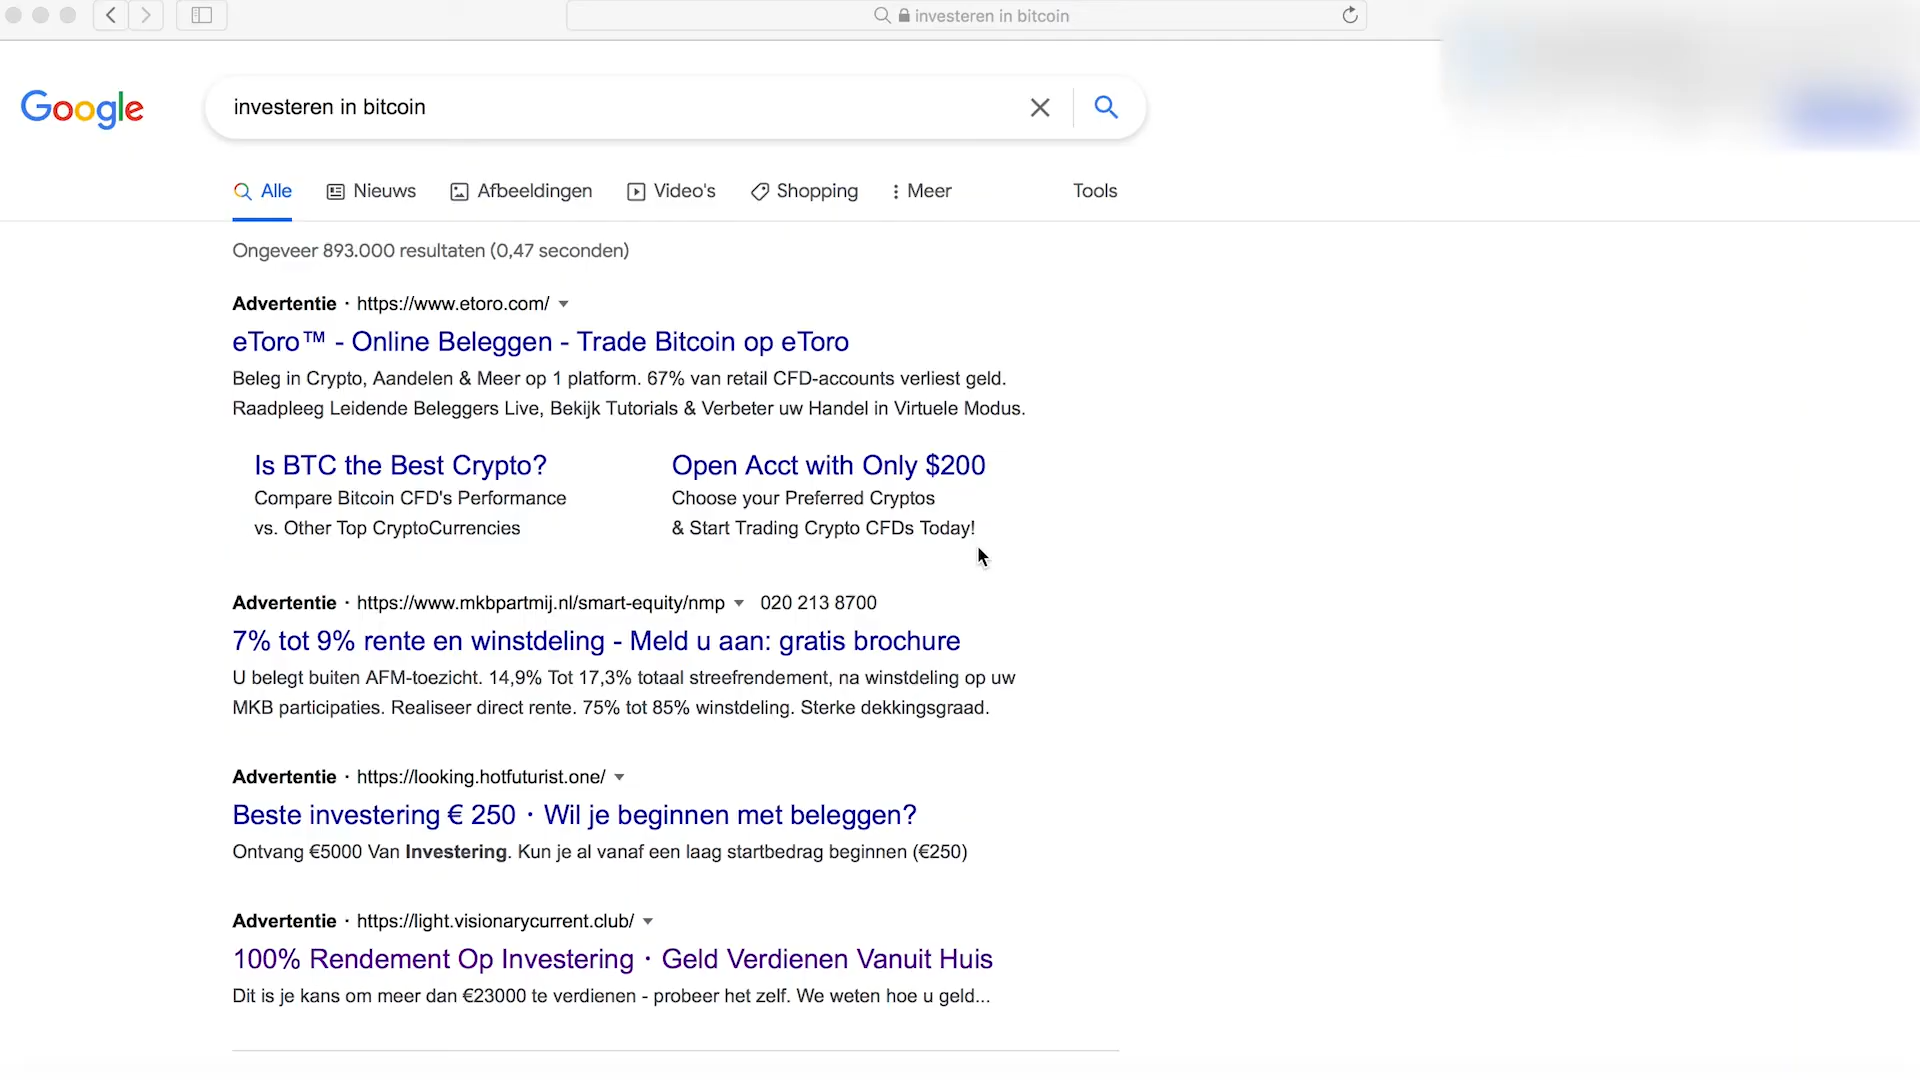 investeren in bitcoin
Google
investeren in bitcoin
Alle Nieuws Afbeeldingen Video's Shopping Meer Tools
Ongeveer 893.000 resultaten (0,47 seconden)
Advertentie · https://www.etoro.com/
eToro™ - Online Beleggen - Trade Bitcoin op eToro
Beleg in Crypto, Aandelen & Meer op 1 platform. 67% van retail CFD-accounts verliest geld.
Raadpleeg Leidende Beleggers Live, Bekijk Tutorials & Verbeter uw Handel in Virtuele Modus.
Is BTC the Best Crypto?
Compare Bitcoin CFD's Performance
vs. Other Top CryptoCurrencies
Open Acct with Only $200
Choose your Preferred Cryptos
& Start Trading Crypto CFDs Today!
Advertentie · https://www.mkbpartmij.nl/smart-equity/nmp 020 213 8700
7% tot 9% rente en winstdeling - Meld u aan: gratis brochure
U belegt buiten AFM-toezicht. 14,9% Tot 17,3% totaal streefrendement, na winstdeling op uw
MKB participaties. Realiseer direct rente. 75% tot 85% winstdeling. Sterke dekkingsgraad.
Advertentie · https://looking.hotfuturist.one/
Beste investering € 250 · Wil je beginnen met beleggen?
Ontvang €5000 Van Investering. Kun je al vanaf een laag startbedrag beginnen (€250)
Advertentie · https://light.visionarycurrent.club/
100% Rendement Op Investering · Geld Verdienen Vanuit Huis
Dit is je kans om meer dan €23000 te verdienen - probeer het zelf. We weten hoe u geld...